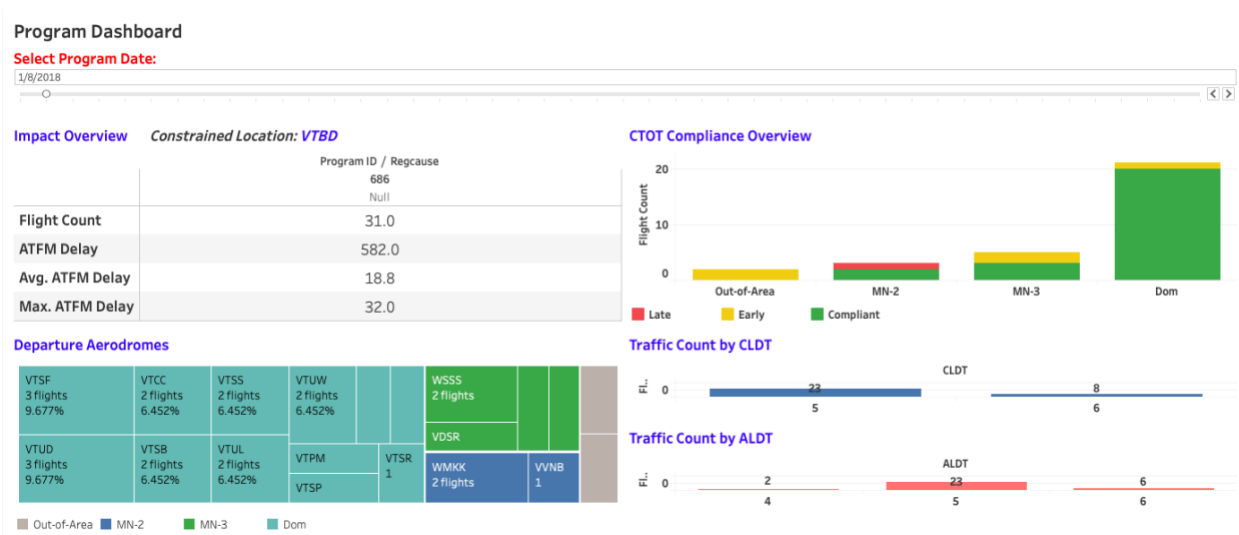 Program Dashboard
Select Program Date:
1/8/2018
Impact Overview
Constrained Location: VTBD
Program ID / Regcause
686
Null
Flight Count 31.0
ATFM Delay 582.0
Avg. ATFM Delay 18.8
Max. ATFM Delay 32.0
CTOT Compliance Overview
Flight Count
20
10
0
Out-of-Area MN-2 MN-3 Dom
Late Early Compliant
Departure Aerodromes
VTSF
3 flights
9.677%
VTUD
3 flights
9.677%
VTCC
2 flights
6.452%
VTSB
2 flights
6.452%
VTSS
2 flights
6.452%
VTUL
2 flights
6.452%
VTUW
2 flights
6.452%
VTPM
VTSP
VTSR
1
WSSS
2 flights
VDSR
WMKK
2 flights
VVNB
1
Out-of-Area MN-2 MN-3 Dom
Traffic Count by CLDT
CLDT
Fl..
0
23 8
5 6
Traffic Count by ALDT
ALDT
Fl..
0
2 23 6
4 5 6